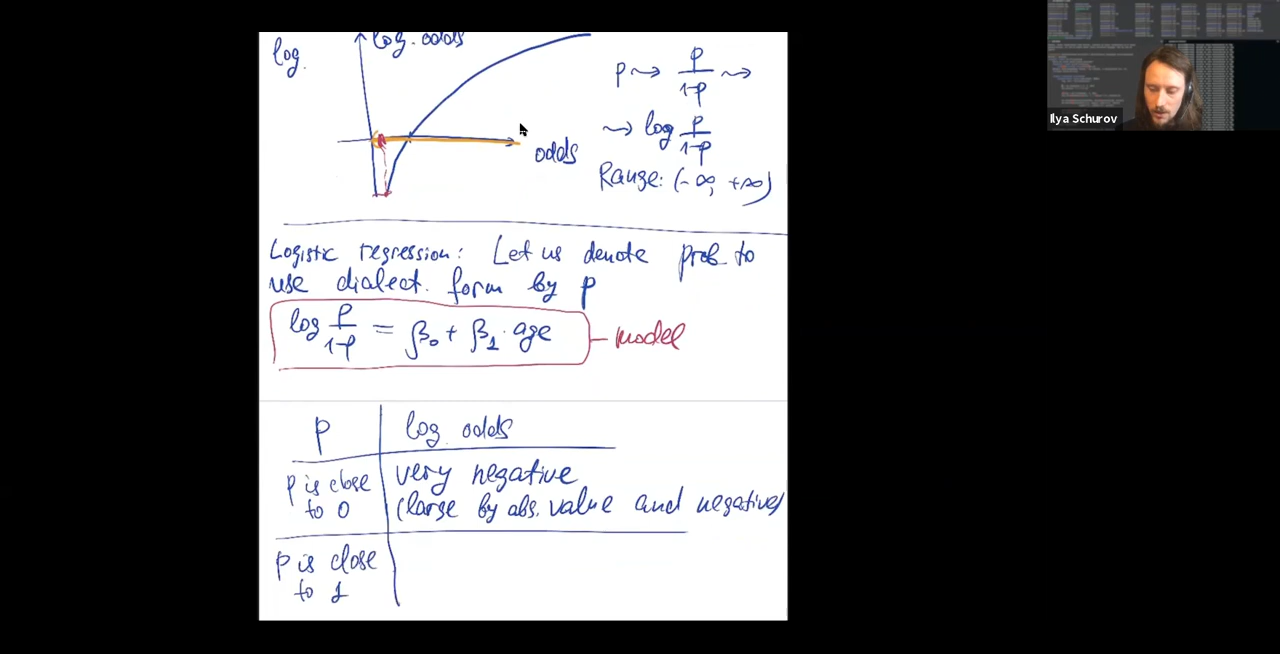 log.
log. odds
odds
p ⇝ p/1-p ⇝
⇝ log p/1-p
Range: (-∞, +∞)
Logistic regression: Let us denote prob to
use dialect. form by p
log p/1-p = β₀ + β₁ · age
model
p
log. odds
p is close
to 0
very negative
(large by abs. value and negative)
p is close
to 1
Ilya Schurov